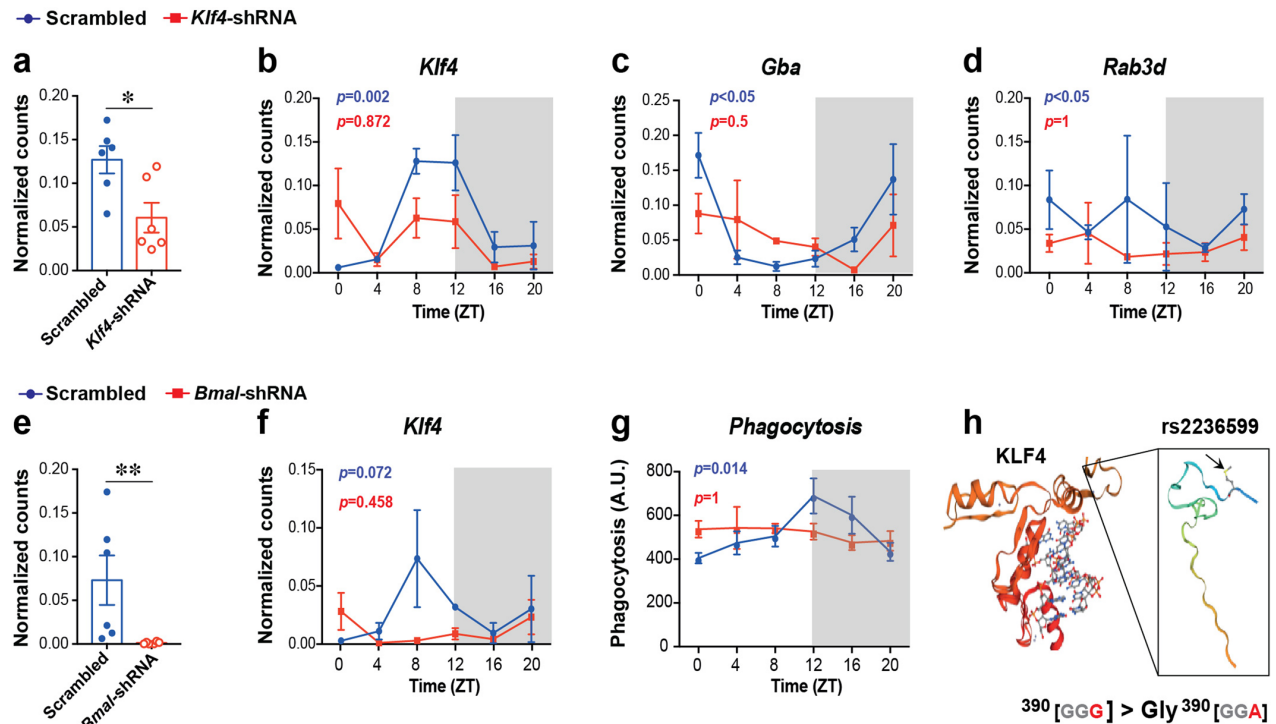 Scrambled Klf4-shRNA
a
Normalized counts
0.20
0.15
0.10
0.05
0.00
*
Scrambled
Klf4-shRNA
b
Klf4
p=0.002
p=0.872
Normalized counts
0.20
0.15
0.10
0.05
0.00
0 4 8 12 16 20
Time (ZT)
c
Gba
p<0.05
p=0.5
Normalized counts
0.25
0.20
0.15
0.10
0.05
0.00
0 4 8 12 16 20
Time (ZT)
d
Rab3d
p<0.05
p=1
Normalized counts
0.20
0.15
0.10
0.05
0.00
0 4 8 12 16 20
Time (ZT)
Scrambled Bmal-shRNA
e
Normalized counts
0.20
0.15
0.10
0.05
0.00
**
Scrambled
Bmal-shRNA
f
Klf4
p=0.072
p=0.458
Normalized counts
0.15
0.10
0.05
0.00
0 4 8 12 16 20
Time (ZT)
g
Phagocytosis
p=0.014
p=1
Phagocytosis (A.U.)
800
600
400
200
0
0 4 8 12 16 20
Time (ZT)
h
rs2236599
KLF4
390 [GGG] > Gly 390 [GGA]